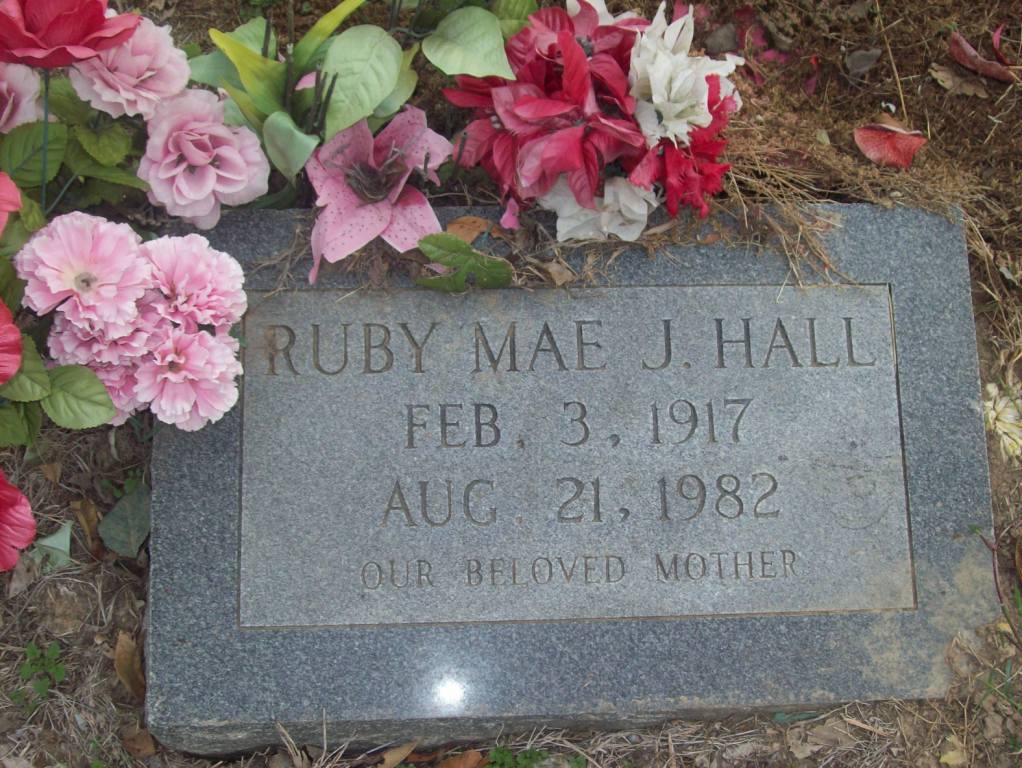 RUBY MAE J. HALL
FEB. 3, 1917
AUG. 21, 1982
OUR BELOVED MOTHER